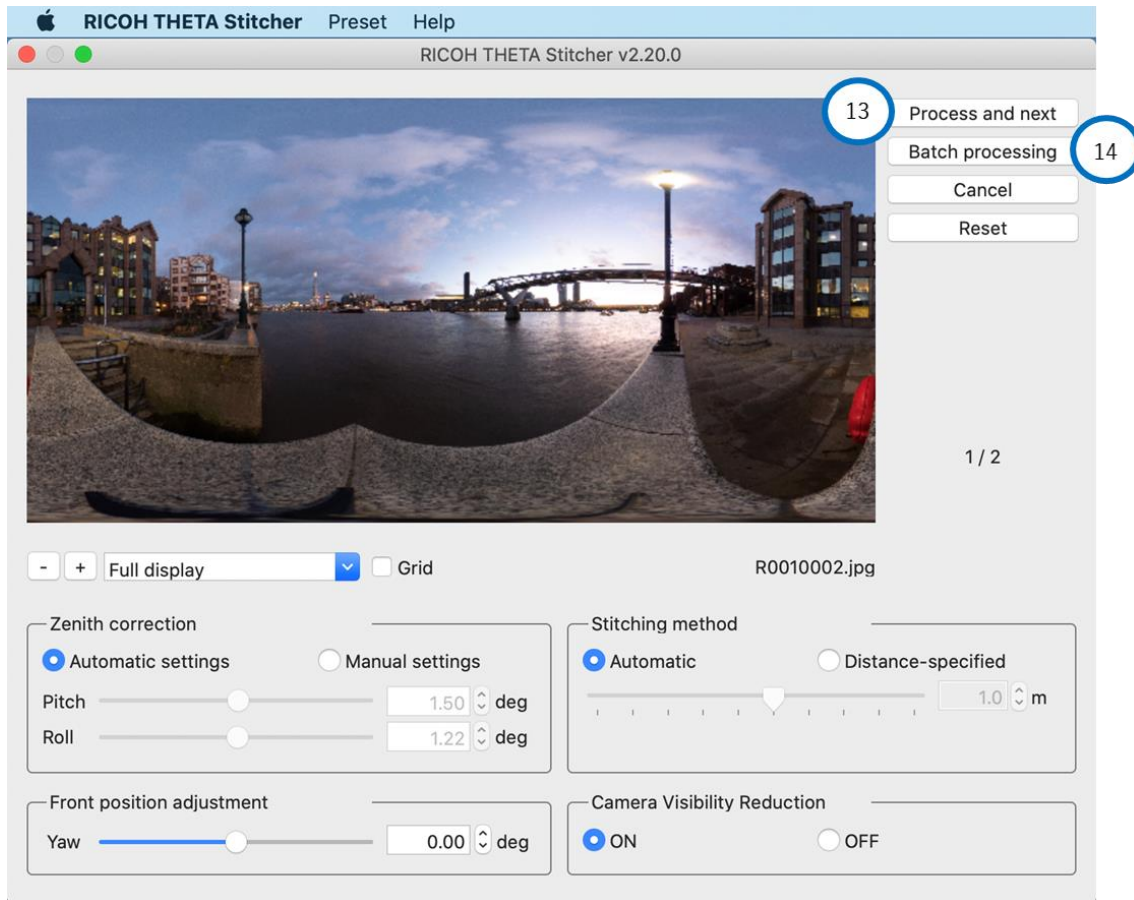 RICOH THETA Stitcher Preset Help
RICOH THETA Stitcher v2.20.0
13 Process and next
Batch processing 14
Cancel
Reset
1 / 2
- + Full display Grid R0010002.jpg
Zenith correction
Automatic settings Manual settings
Pitch 1.50 deg
Roll 1.22 deg
Stitching method
Automatic Distance-specified
1.0 m
Front position adjustment
Yaw 0.00 deg
Camera Visibility Reduction
ON OFF